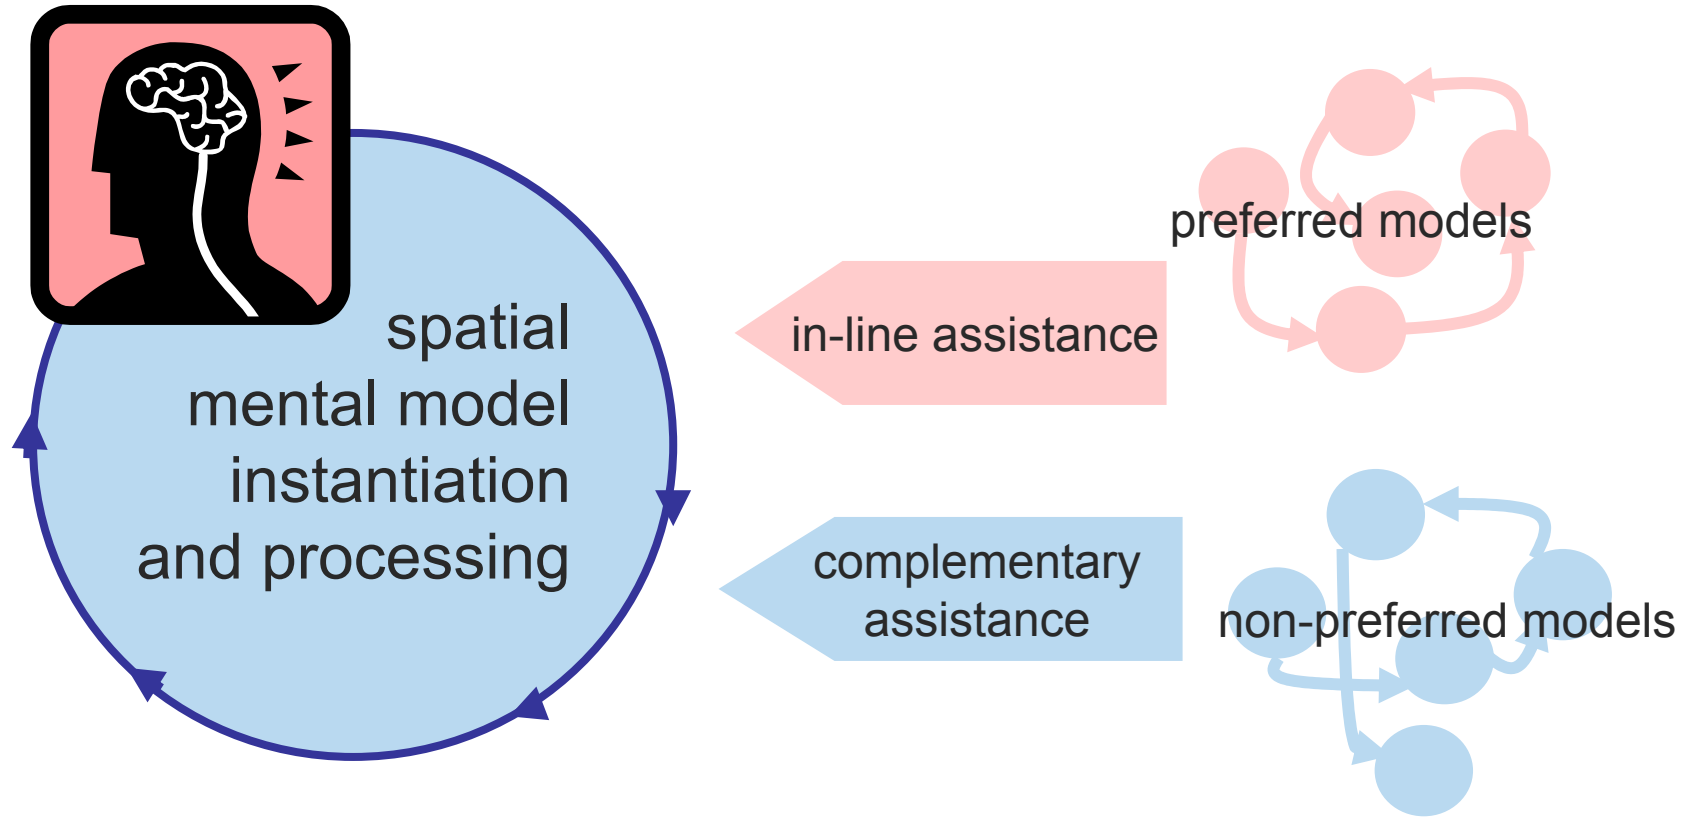 spatial
mental model
instantiation
and processing
in-line assistance
preferred models
complementary
assistance
non-preferred models